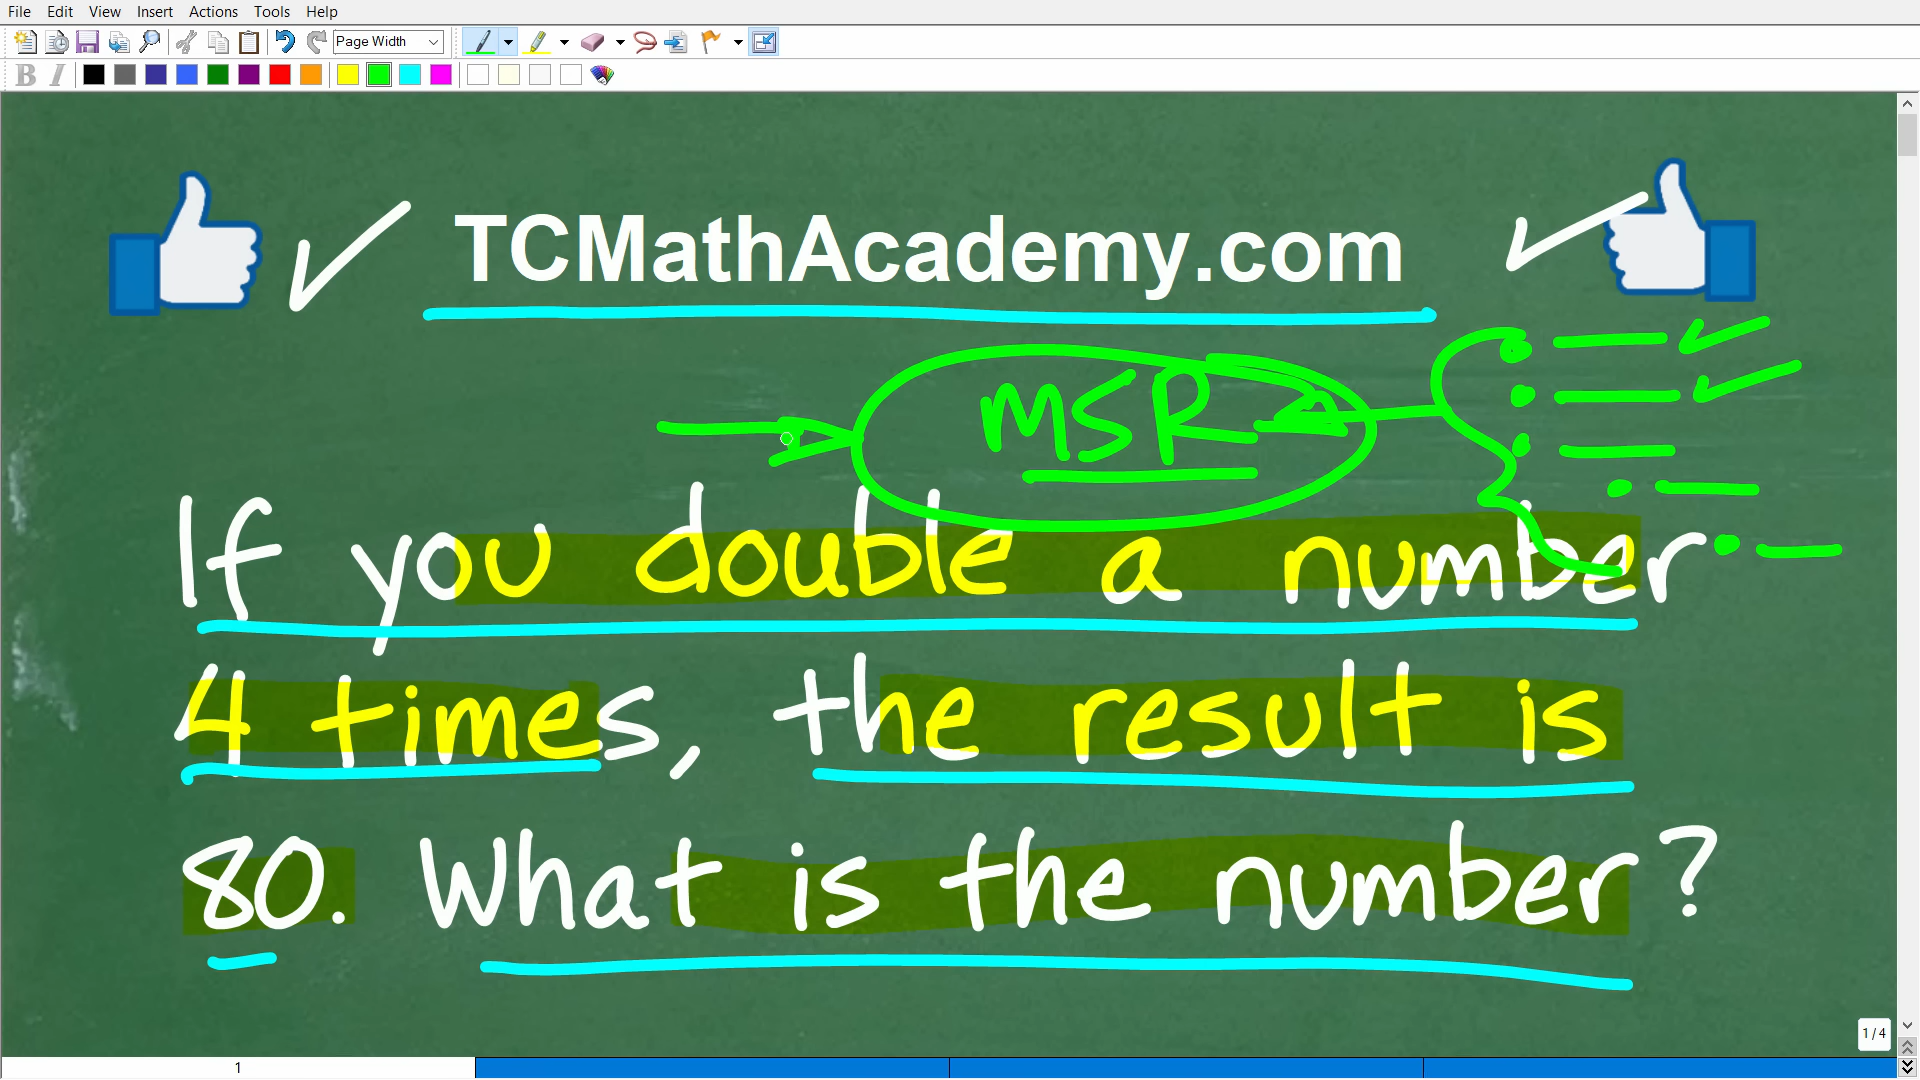 File Edit View Insert Actions Tools Help
Page Width
B I
TCMathAcademy.com
MSR
If you double a number
4 times, the result is
80. What is the number?
1 / 4
1